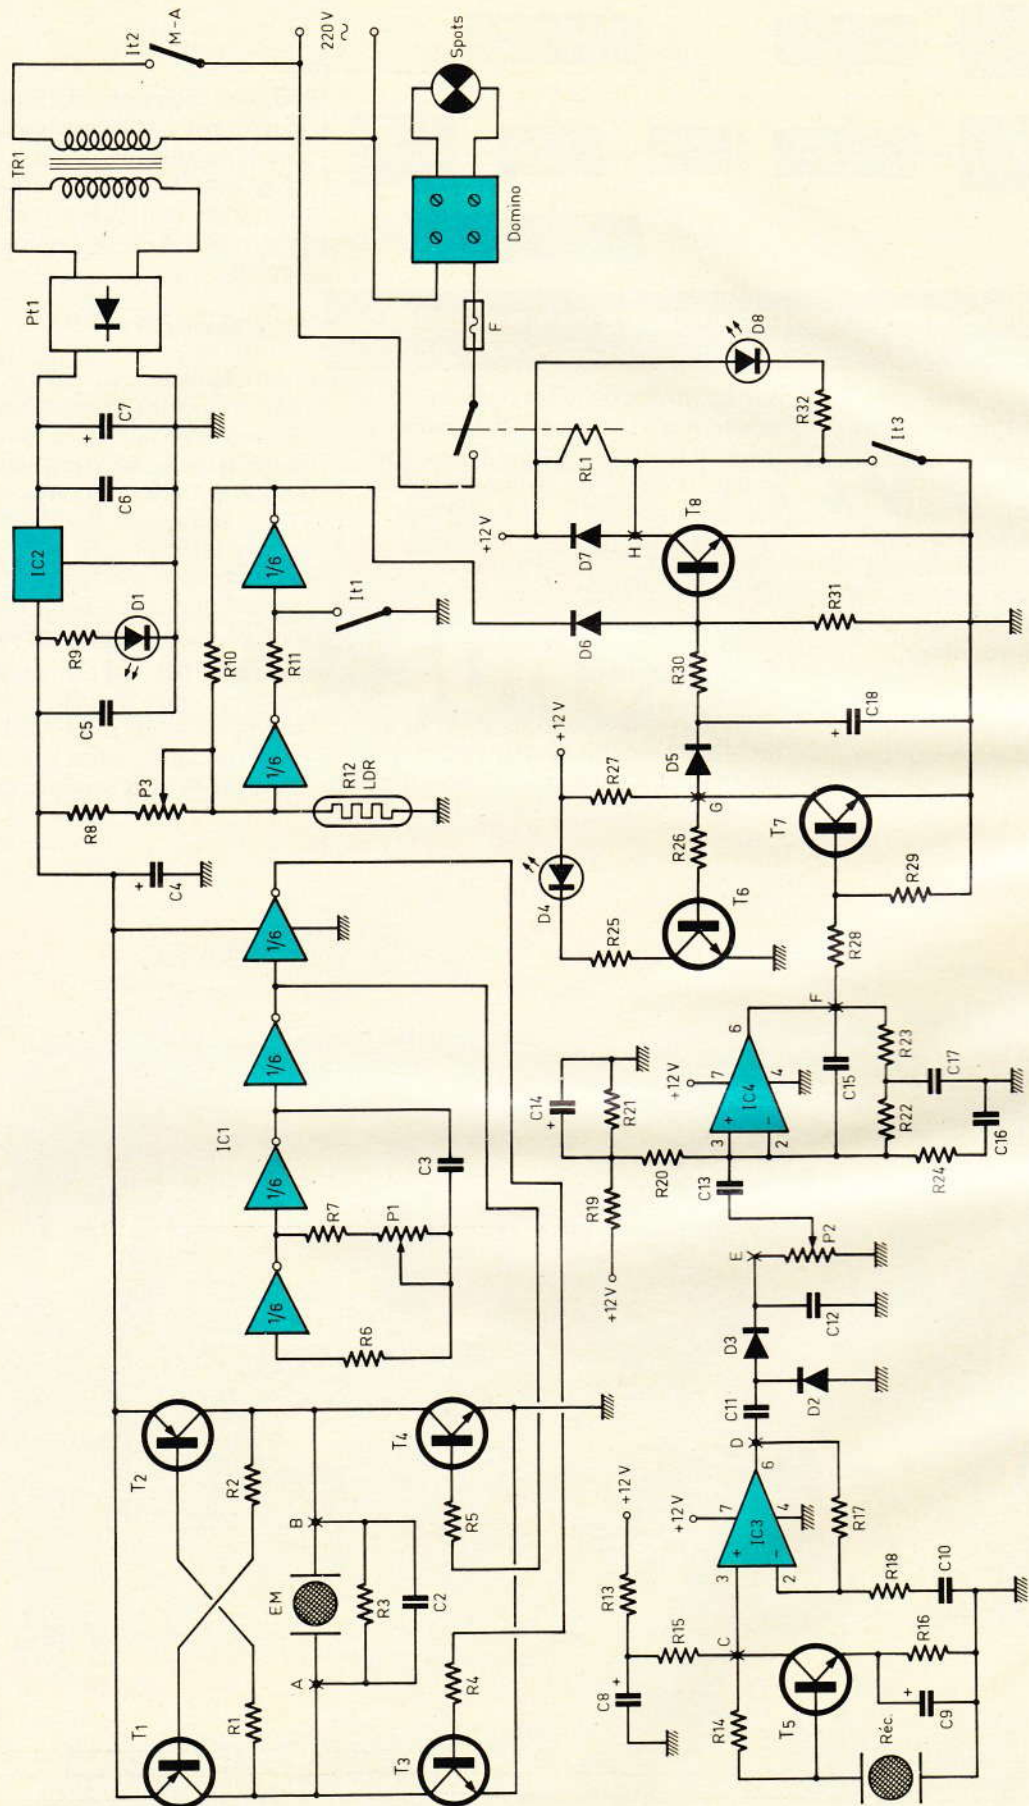 TR1
It2
M-A
220 V
~
Pt1
Spots
Domino
F
C7
+
C6
IC2
R9
D1
C5
R8
P3
R10
R11
1/6
1/6
It1
R12
LDR
C4
+
IC1
1/6
1/6
1/6
1/6
R7
P1
C3
R6
T1
T2
R1
R2
EM
A
B
R3
C2
R4
R5
T3
T4
+12 V
RL1
D8
R32
It3
D7
H
T8
D6
R31
R30
D5
C18
+
+12 V
D4
R27
R25
R26
G
T6
T7
R28
R29
F
C14
+
R21
R19
+12V
R20
C13
+12V
IC4
3
+
2
-
7
4
6
C15
R23
R22
C17
R24
C16
E
P2
D3
C12
D2
C11
D
+12 V
+12V
R13
R15
C8
+
C
IC3
3
+
2
-
7
4
6
R17
R18
C10
R14
T5
R16
C9
+
Réc.